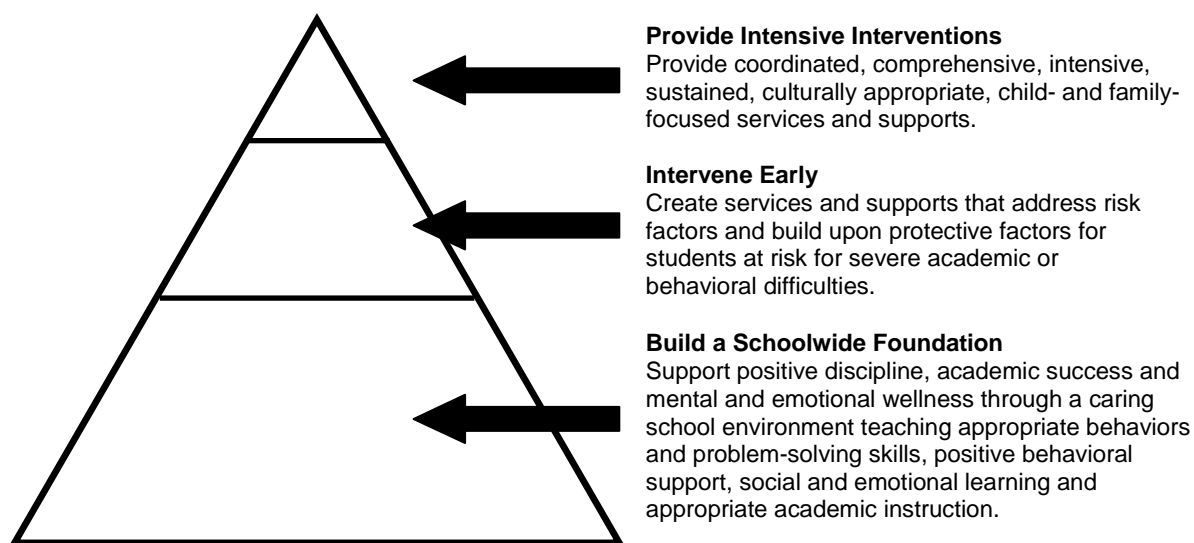 Provide Intensive Interventions
Provide coordinated, comprehensive, intensive,
sustained, culturally appropriate, child- and family-
focused services and supports.
Intervene Early
Create services and supports that address risk
factors and build upon protective factors for
students at risk for severe academic or
behavioral difficulties.
Build a Schoolwide Foundation
Support positive discipline, academic success and
mental and emotional wellness through a caring
school environment teaching appropriate behaviors
and problem-solving skills, positive behavioral
support, social and emotional learning and
appropriate academic instruction.